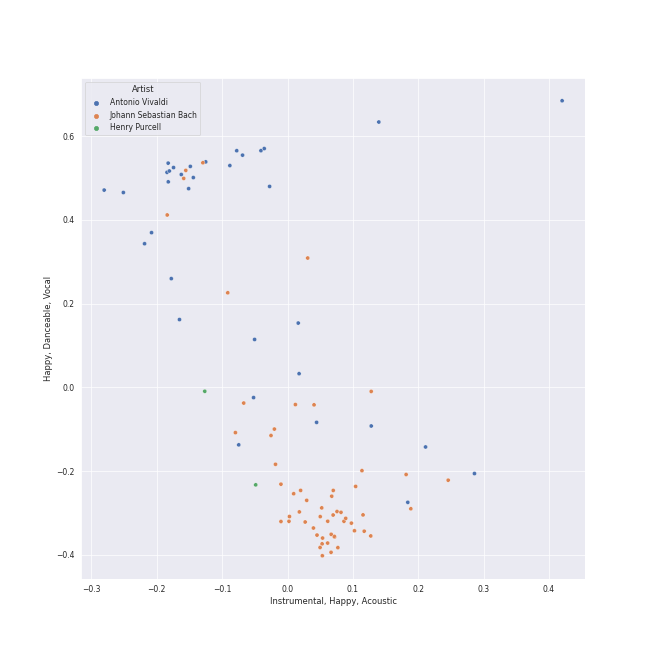 Artist
Antonio Vivaldi
Johann Sebastian Bach
Henry Purcell
0.6
0.4
0.2
0.0
−0.2
−0.4
Happy, Danceable, Vocal
−0.3 −0.2 −0.1 0.0 0.1 0.2 0.3 0.4
Instrumental, Happy, Acoustic